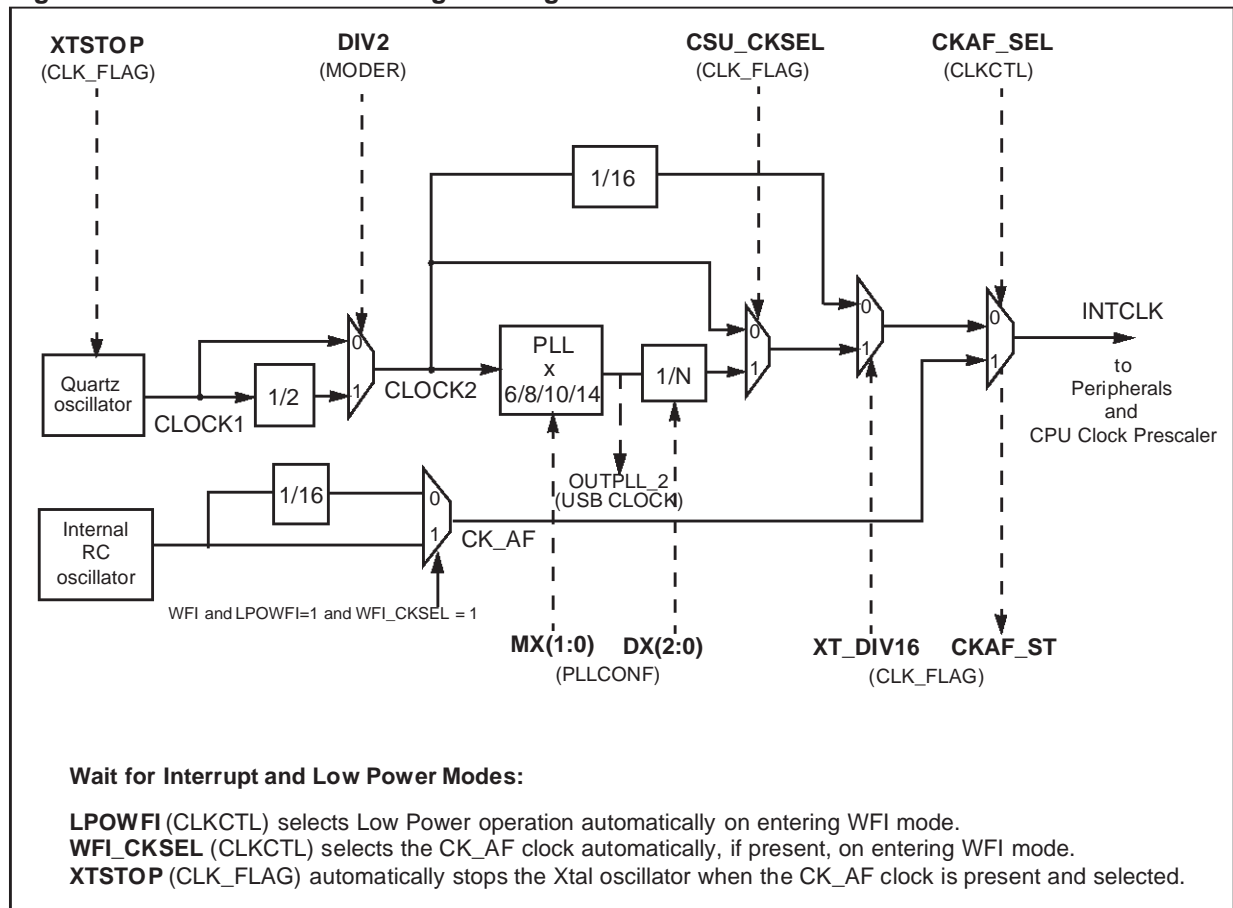 XTSTOP
(CLK_FLAG)
DIV2
(MODER)
CSU_CKSEL
(CLK_FLAG)
CKAF_SEL
(CLKCTL)
1/16
Quartz
oscillator
CLOCK1
1/2
0
1
CLOCK2
PLL
x
6/8/10/14
1/N
0
1
0
1
0
1
INTCLK
to
Peripherals
and
CPU Clock Prescaler
OUTPLL_2
(USB CLOCK)
Internal
RC
oscillator
1/16
0
1
CK_AF
WFI and LPOWFI=1 and WFI_CKSEL = 1
MX(1:0)
DX(2:0)
(PLLCONF)
XT_DIV16
CKAF_ST
(CLK_FLAG)
Wait for Interrupt and Low Power Modes:
LPOWFI (CLKCTL) selects Low Power operation automatically on entering WFI mode.
WFI_CKSEL (CLKCTL) selects the CK_AF clock automatically, if present, on entering WFI mode.
XTSTOP (CLK_FLAG) automatically stops the Xtal oscillator when the CK_AF clock is present and selected.